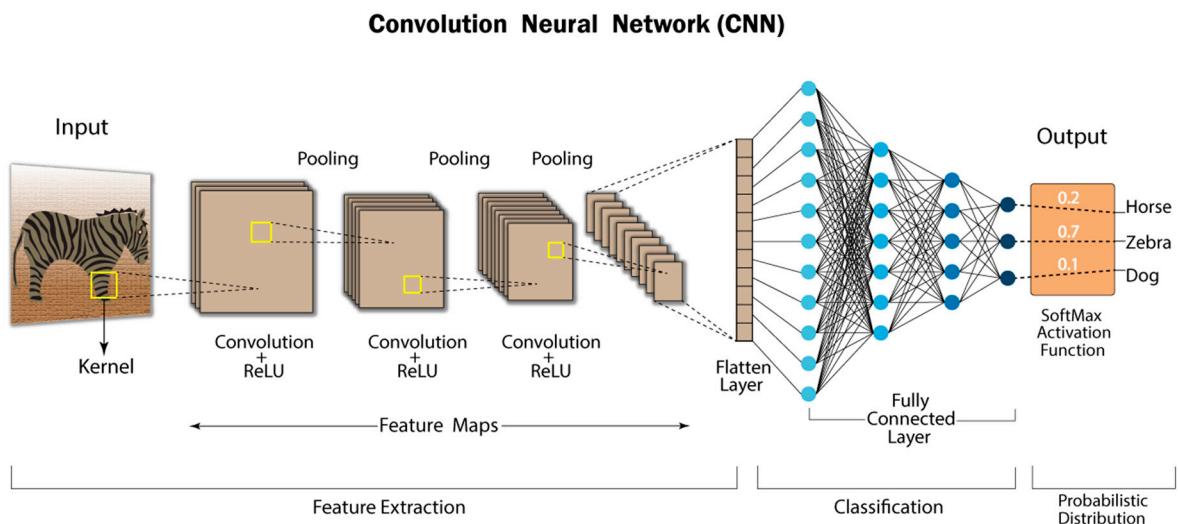 Convolution Neural Network (CNN)
Input
Output
Pooling
Pooling
Pooling
0.2
Horse
0.7
Zebra
0.1
Dog
Kernel
Convolution
+
ReLU
Convolution
+
ReLU
Convolution
+
ReLU
Flatten
Layer
SoftMax
Activation
Function
Feature Maps
Fully
Connected
Layer
Feature Extraction
Classification
Probabilistic
Distribution